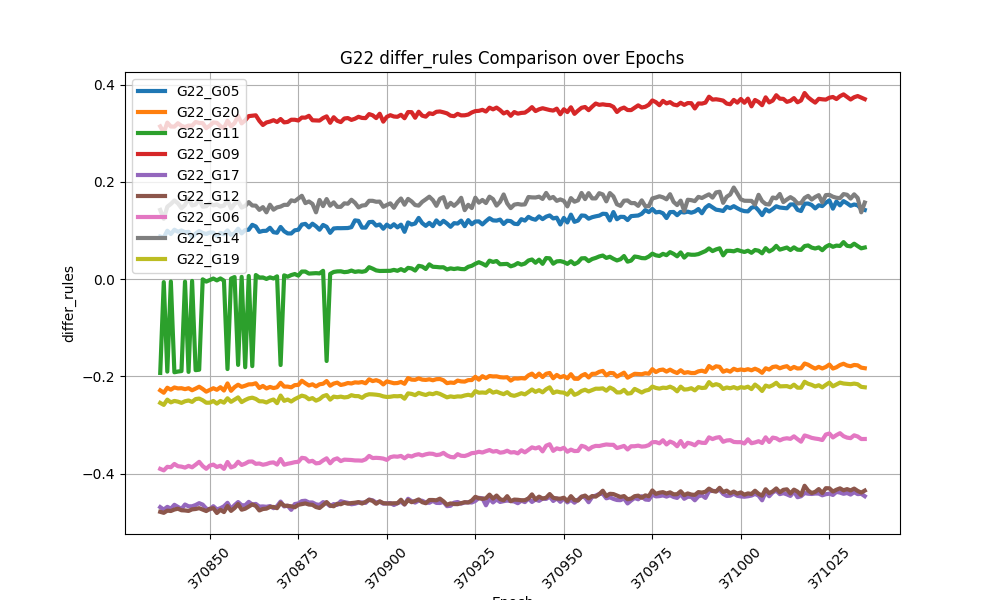 G22 differ_rules Comparison over Epochs
differ_rules
0.4
0.2
0.0
−0.2
−0.4
G22_G05
G22_G20
G22_G11
G22_G09
G22_G17
G22_G12
G22_G06
G22_G14
G22_G19
370850
370875
370900
370925
370950
370975
371000
371025
Epoch